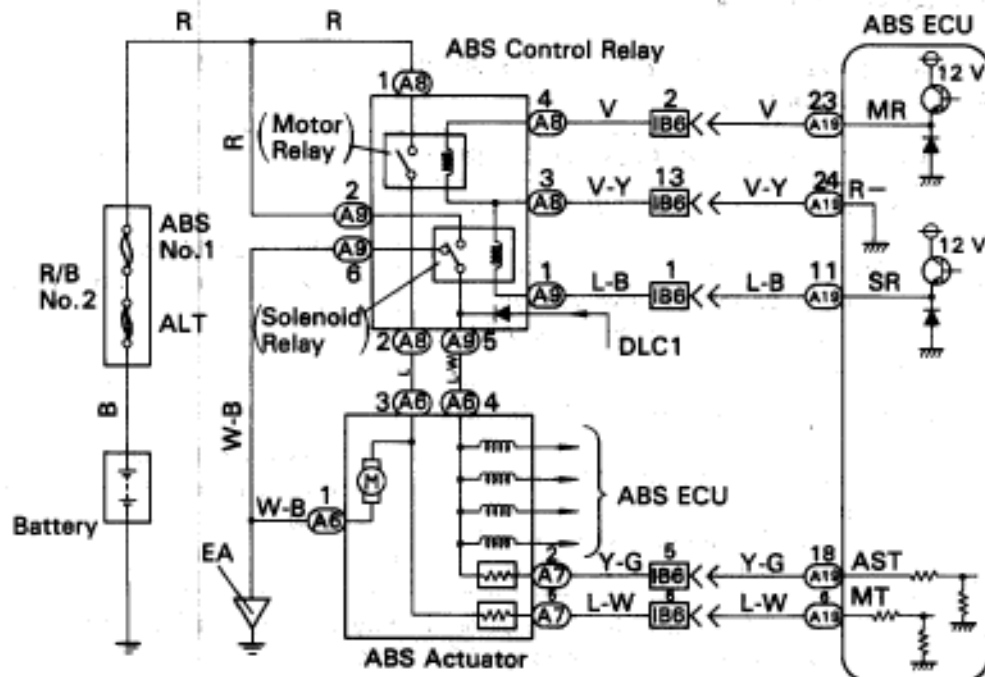 R R
ABS Control Relay
ABS ECU
12 V
1 A8
4 A8 V 2 IB6 V 23 A19 MR
(Motor Relay)
R
3 A8 V-Y 13 IB6 V-Y 24 A19 R−
2 A9
A9 6
12 V
ABS No.1
R/B No.2
ALT
1 A9 L-B 1 IB6 L-B 11 A19 SR
(Solenoid Relay)
DLC1
2 A8 A9 5
L L-W
3 A6 A6 4
B
W-B
M
ABS ECU
Battery
W-B 1 A6
EA
2 A7 Y-G 5 IB6 Y-G 18 A19 AST
A7 L-W 6 IB6 L-W 6 A19 MT
ABS Actuator